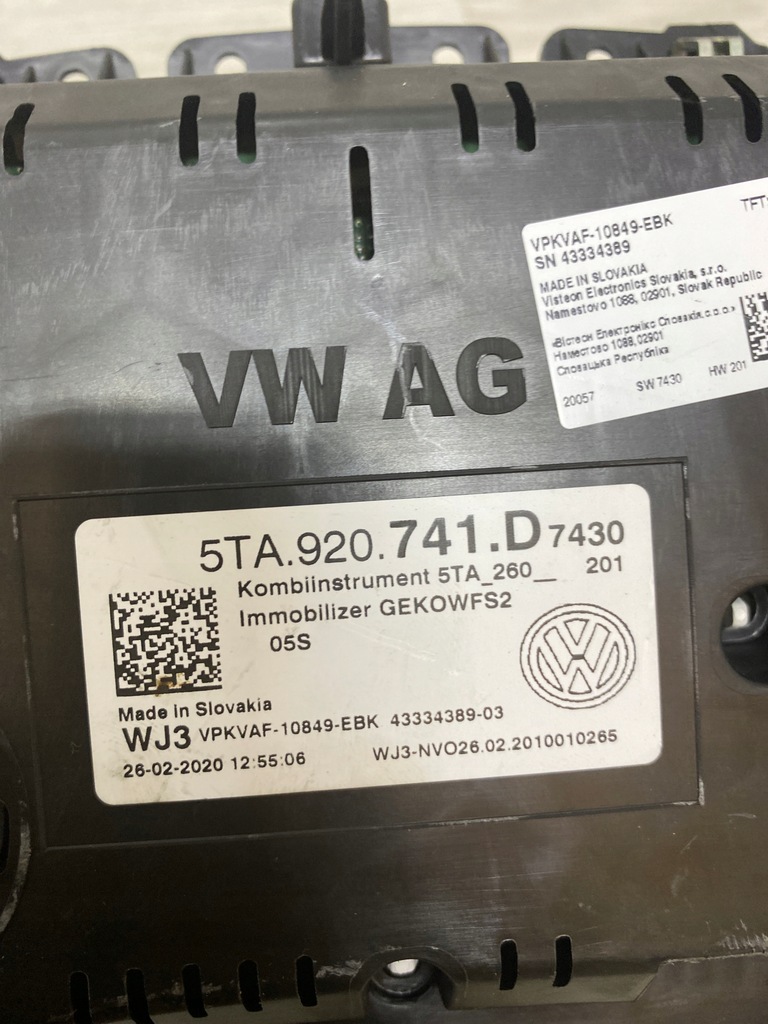 VW AG
TFT
VPKVAF-10849-EBK
SN 43334389
MADE IN SLOVAKIA
Visteon Electronics Slovakia, s.r.o.
Namestovo 1088, 02901, Slovak Republic
«Вістеон Електронікс Словакія,с.о.о.»
Наместово 1088,02901
Словацька Республіка
20057 SW 7430 HW 201
5TA.920.741.D 7430
Kombiinstrument 5TA_260__ 201
Immobilizer GEKOWFS2
05S
Made in Slovakia
WJ3 VPKVAF-10849-EBK 43334389-03
26-02-2020 12:55:06 WJ3-NVO26.02.2010010265